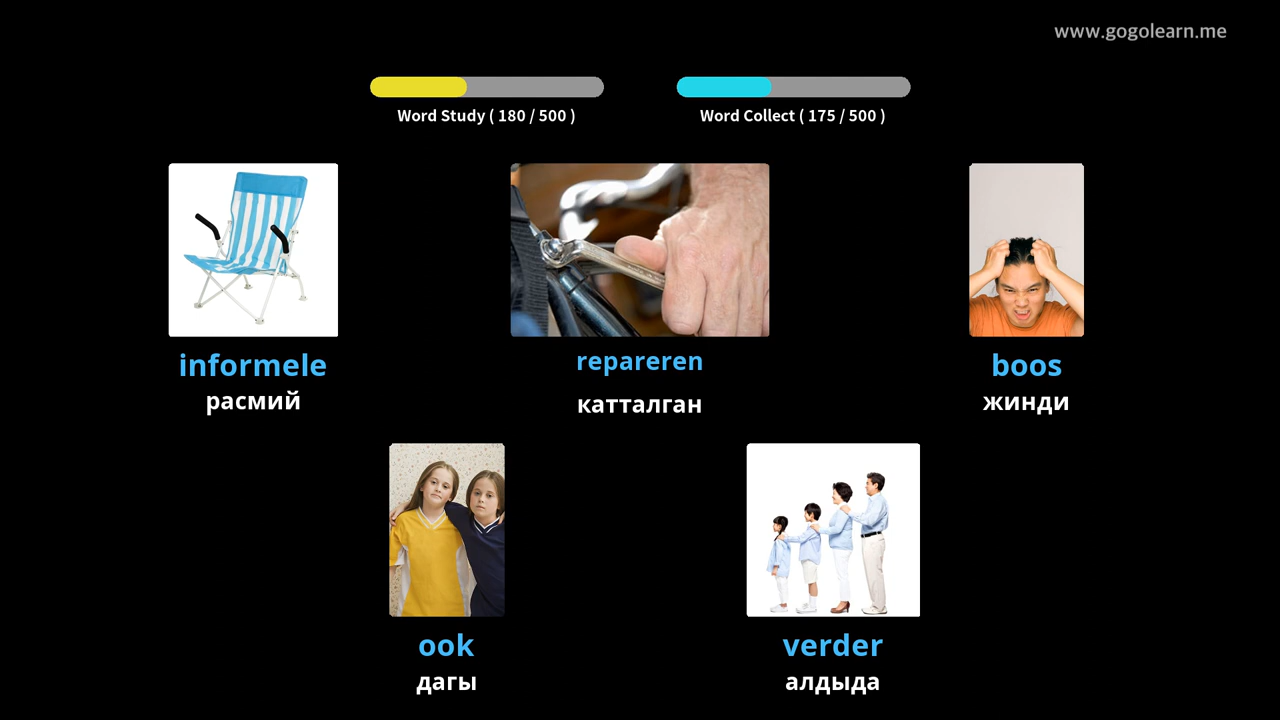 www.gogolearn.me
Word Study ( 180 / 500 )
Word Collect ( 175 / 500 )
informele
расмий
repareren
катталган
boos
жинди
ook
дагы
verder
алдыда